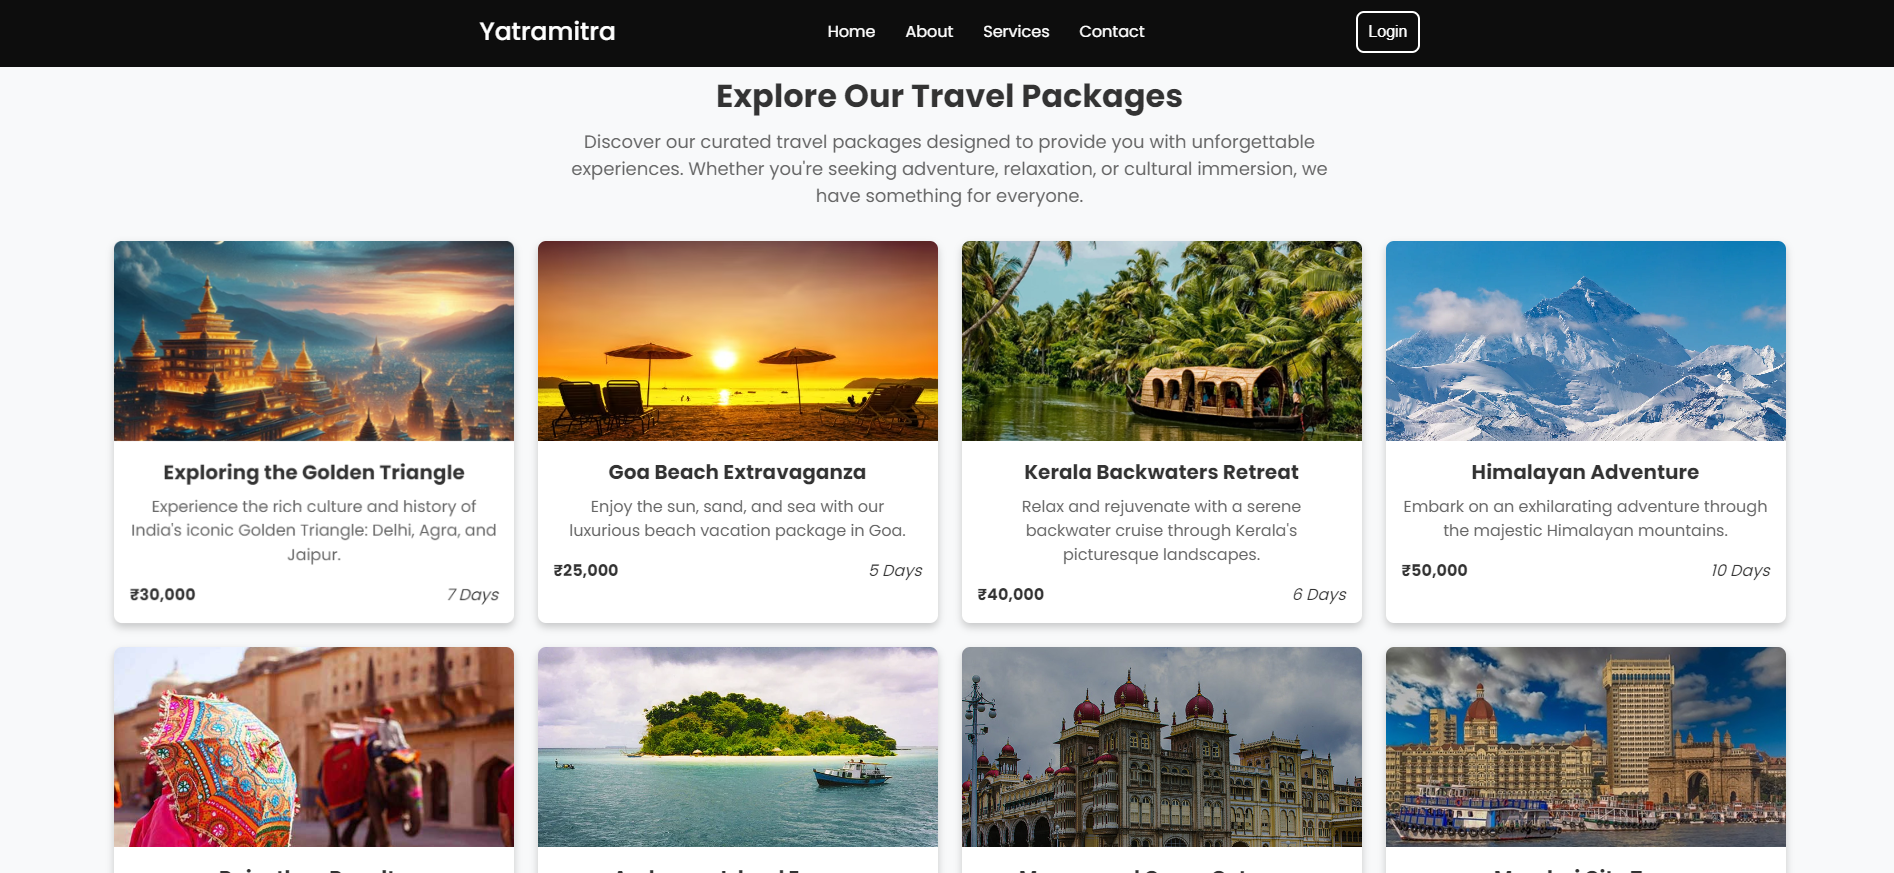 Yatramitra
Home
About
Services
Contact
Login
Explore Our Travel Packages
Discover our curated travel packages designed to provide you with unforgettable
experiences. Whether you're seeking adventure, relaxation, or cultural immersion, we
have something for everyone.
Exploring the Golden Triangle
Experience the rich culture and history of
India's iconic Golden Triangle: Delhi, Agra, and
Jaipur.
₹30,000
7 Days
Goa Beach Extravaganza
Enjoy the sun, sand, and sea with our
luxurious beach vacation package in Goa.
₹25,000
5 Days
Kerala Backwaters Retreat
Relax and rejuvenate with a serene
backwater cruise through Kerala's
picturesque landscapes.
₹40,000
6 Days
Himalayan Adventure
Embark on an exhilarating adventure through
the majestic Himalayan mountains.
₹50,000
10 Days